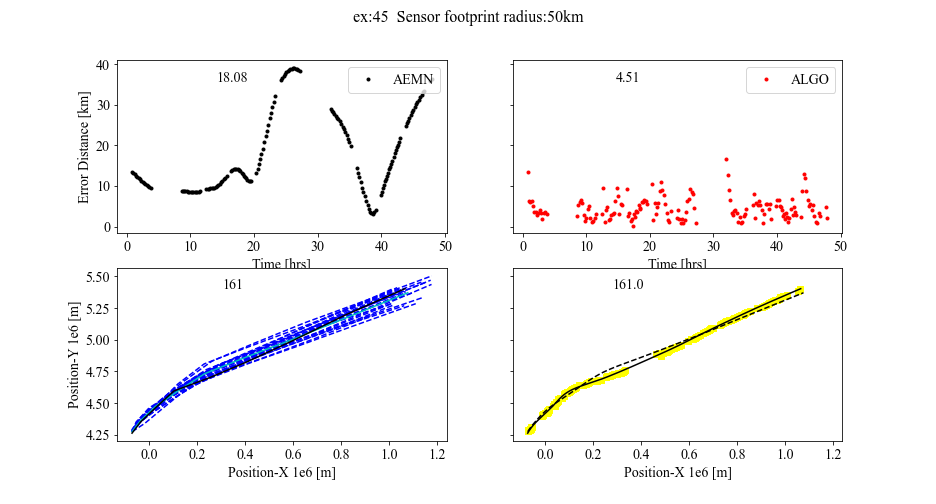 ex:45 Sensor footprint radius:50km
40
30
20
10
0
Error Distance [km]
18.08
AEMN
0 10 20 30 40 50
Time [hrs]
4.51
ALGO
0 10 20 30 40 50
Time [hrs]
5.50
5.25
5.00
4.75
4.50
4.25
Position-Y 1e6 [m]
161
0.0 0.2 0.4 0.6 0.8 1.0 1.2
Position-X 1e6 [m]
161.0
0.0 0.2 0.4 0.6 0.8 1.0 1.2
Position-X 1e6 [m]